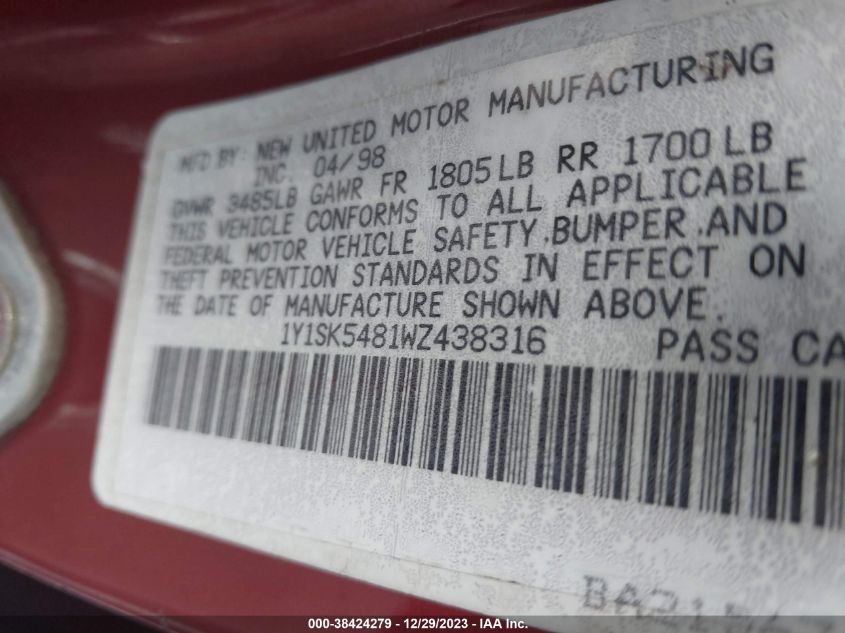 MFD BY: NEW UNITED MOTOR MANUFACTURING
INC. 04/98
GVWR 3485LB GAWR FR 1805LB RR 1700LB
THIS VEHICLE CONFORMS TO ALL APPLICABLE
FEDERAL MOTOR VEHICLE SAFETY,BUMPER,AND
THEFT PREVENTION STANDARDS IN EFFECT ON
THE DATE OF MANUFACTURE SHOWN ABOVE.
1Y1SK5481WZ438316 PASS CA
000-38424279 - 12/29/2023 - IAA Inc.